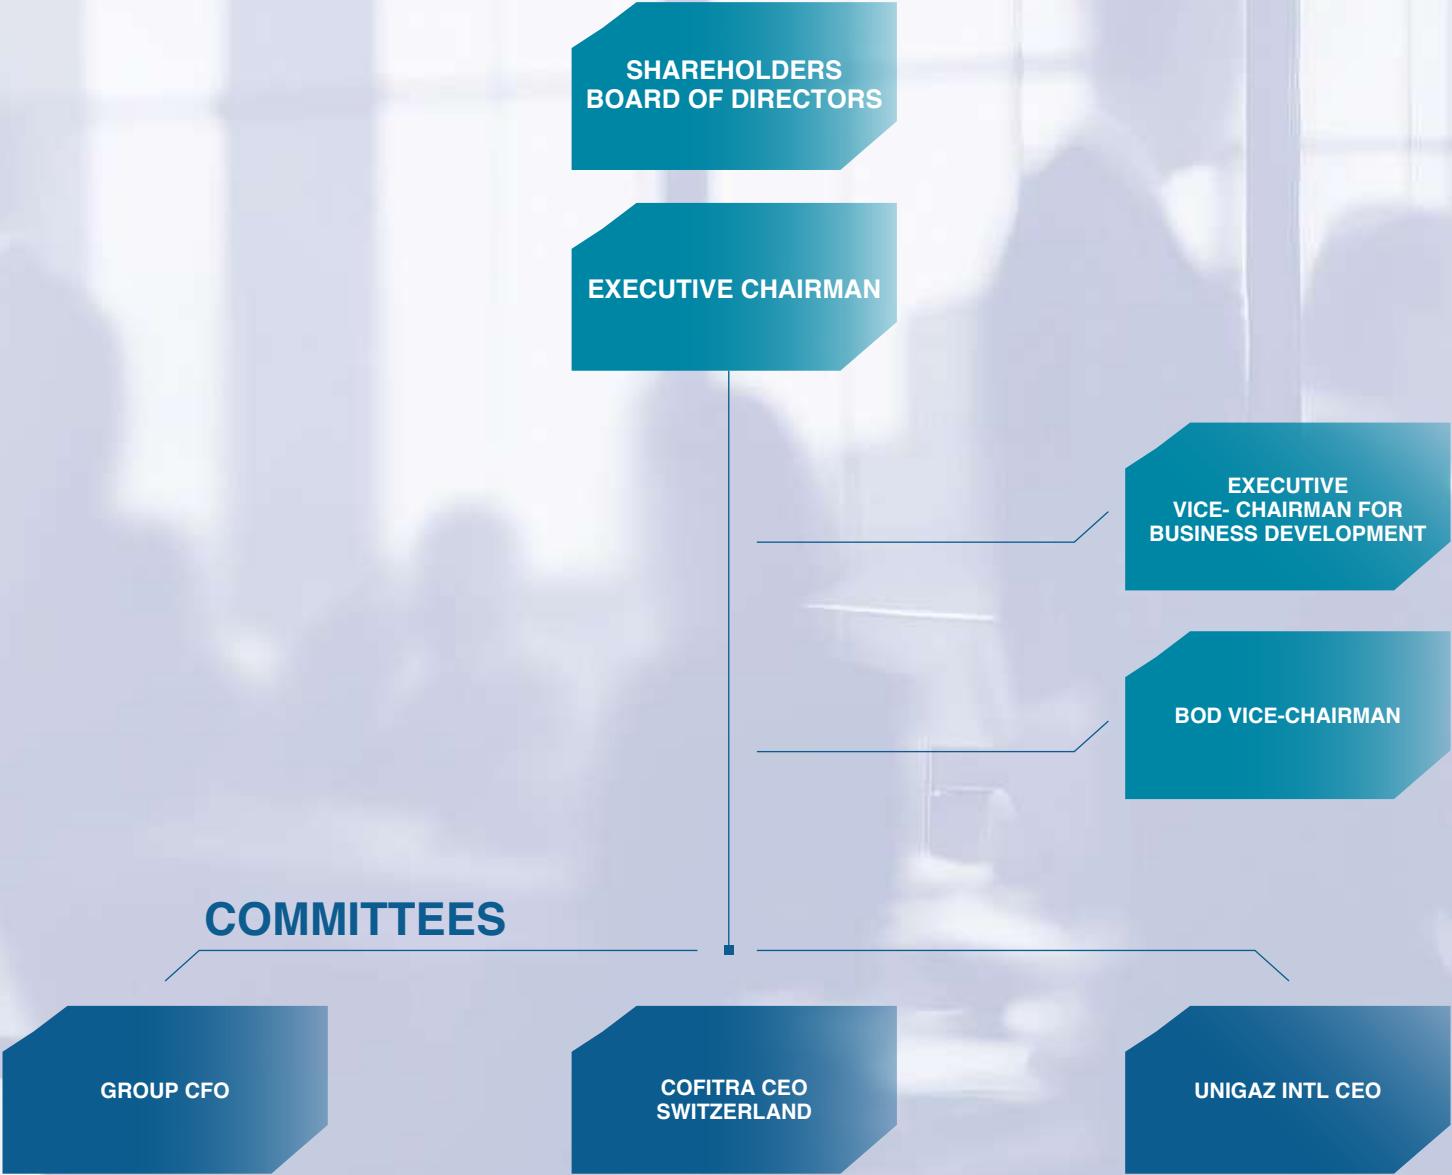 SHAREHOLDERS
BOARD OF DIRECTORS
EXECUTIVE CHAIRMAN
EXECUTIVE
VICE- CHAIRMAN FOR
BUSINESS DEVELOPMENT
BOD VICE-CHAIRMAN
COMMITTEES
GROUP CFO
COFITRA CEO
SWITZERLAND
UNIGAZ INTL CEO